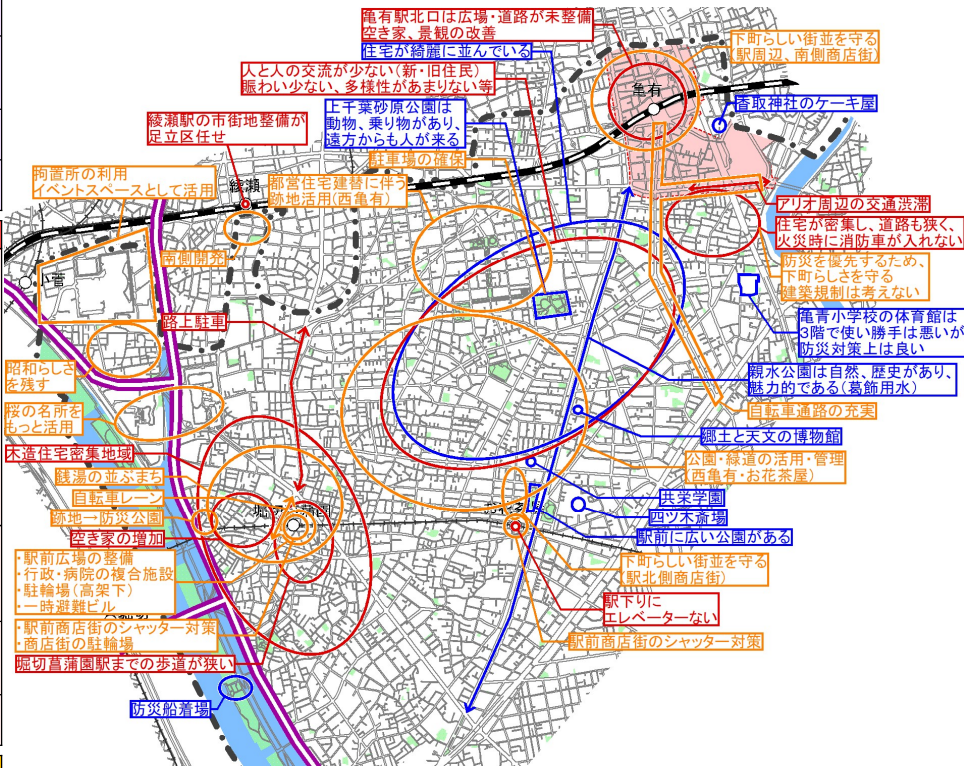 亀有駅北口は広場・道路が未整備
空き家、景観の改善
住宅が綺麗に並んでいる
下町らしい街並を守る
(駅周辺、南側商店街)
人と人の交流が少ない(新・旧住民)
賑わい少ない、多様性があまりない等
亀有
香取神社のケーキ屋
上千葉砂原公園は
動物、乗り物があり、
遠方からも人が来る
綾瀬駅の市街地整備が
足立区任せ
駐車場の確保
拘置所の利用
イベントスペースとして活用
綾瀬
都営住宅建替に伴う
跡地活用(西亀有)
アリオ周辺の交通渋滞
住宅が密集し、道路も狭く、
火災時に消防車が入れない
南側開発
防災を優先するため、
下町らしさを守る
建築規制は考えない
小菅
路上駐車
亀青小学校の体育館は
3階で使い勝手は悪いが
防災対策上は良い
昭和らしさ
を残す
親水公園は自然、歴史があり、
魅力的である(葛飾用水)
桜の名所を
もっと活用
自転車通路の充実
郷土と天文の博物館
木造住宅密集地域
公園・緑道の活用・管理
(西亀有・お花茶屋)
銭湯の並ぶまち
自転車レーン
共栄学園
跡地→防災公園
四ツ木斎場
空き家の増加
駅前に広い公園がある
・駅前広場の整備
・行政・病院の複合施設
・駐輪場(高架下)
・一時避難ビル
下町らしい街並を守る
(駅北側商店街)
駅下りに
エレベーターない
・駅前商店街のシャッター対策
・商店街の駐輪場
駅前商店街のシャッター対策
堀切菖蒲園駅までの歩道が狭い
防災船着場